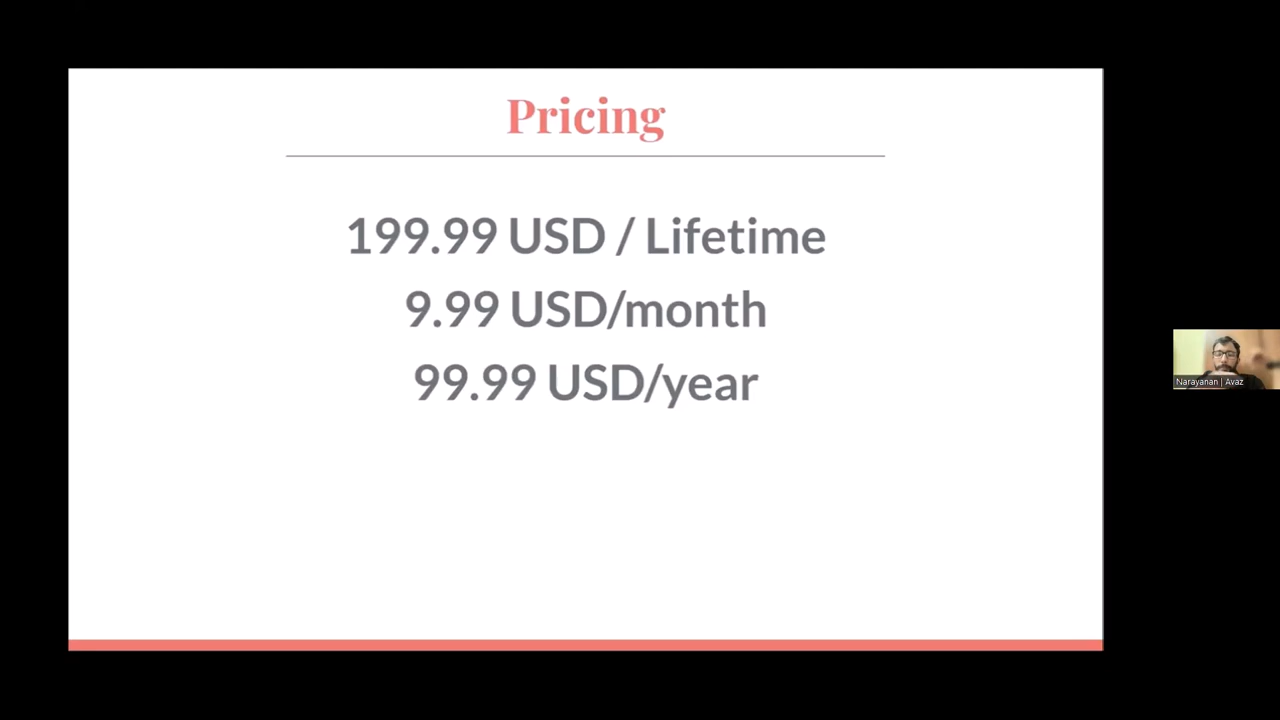 Pricing
199.99 USD / Lifetime
9.99 USD/month
99.99 USD/year
Narayanan | Avaz